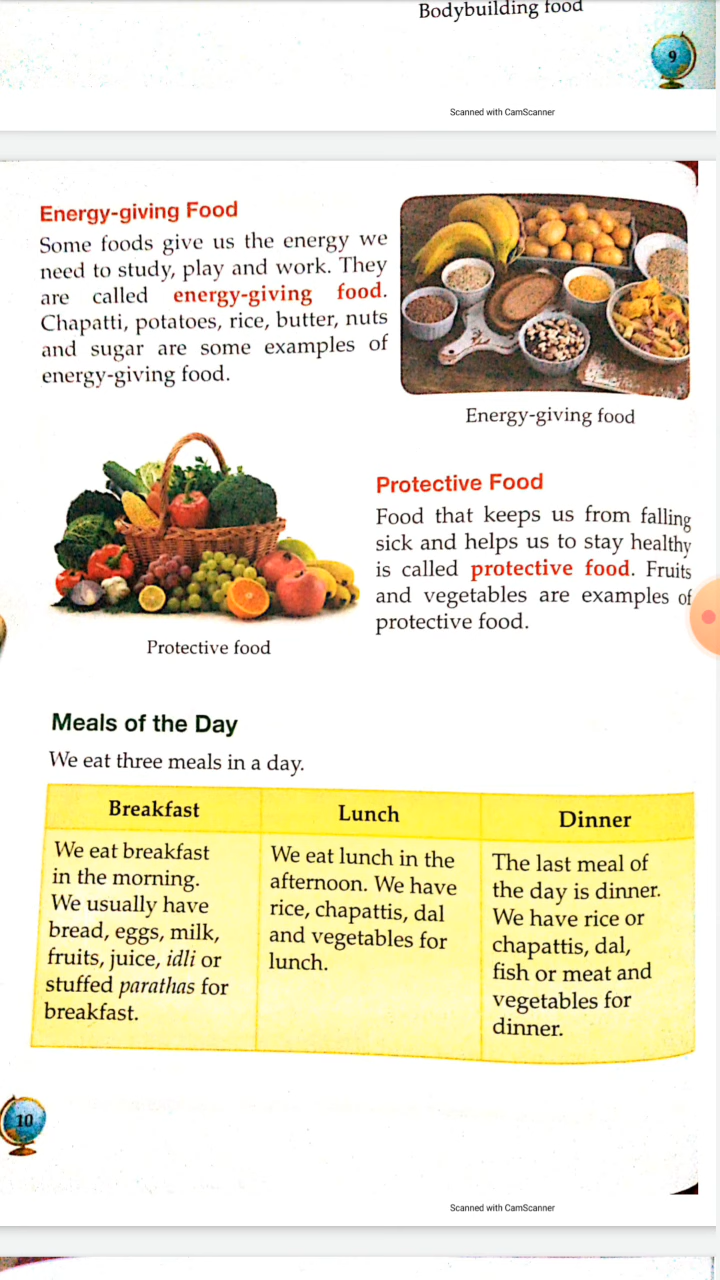 Bodybuilding food
9
Scanned with CamScanner
Energy-giving Food
Some foods give us the energy we
need to study, play and work. They
are called energy-giving food.
Chapatti, potatoes, rice, butter, nuts
and sugar are some examples of
energy-giving food.
Energy-giving food
Protective Food
Food that keeps us from falling
sick and helps us to stay healthy
is called protective food. Fruits
and vegetables are examples of
protective food.
Protective food
Meals of the Day
We eat three meals in a day.
Breakfast
We eat breakfast
in the morning.
We usually have
bread, eggs, milk,
fruits, juice, idli or
stuffed parathas for
breakfast.
Lunch
We eat lunch in the
afternoon. We have
rice, chapattis, dal
and vegetables for
lunch.
Dinner
The last meal of
the day is dinner.
We have rice or
chapattis, dal,
fish or meat and
vegetables for
dinner.
10
Scanned with CamScanner